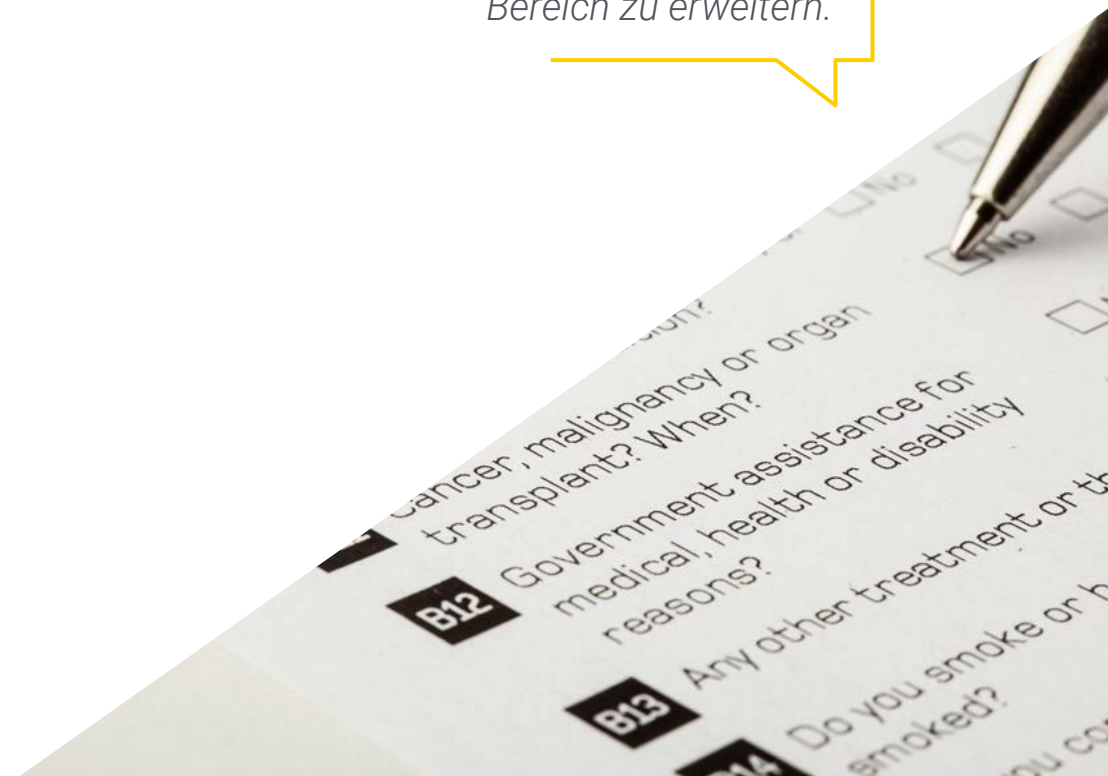 Bereich zu erweitern.
No
No
Cancer, malignancy or organ
transplant? When?
B12 Government assistance for
medical, health or disability
reasons?
B13 Any other treatment or
B14 Do you smoke or
smoked?